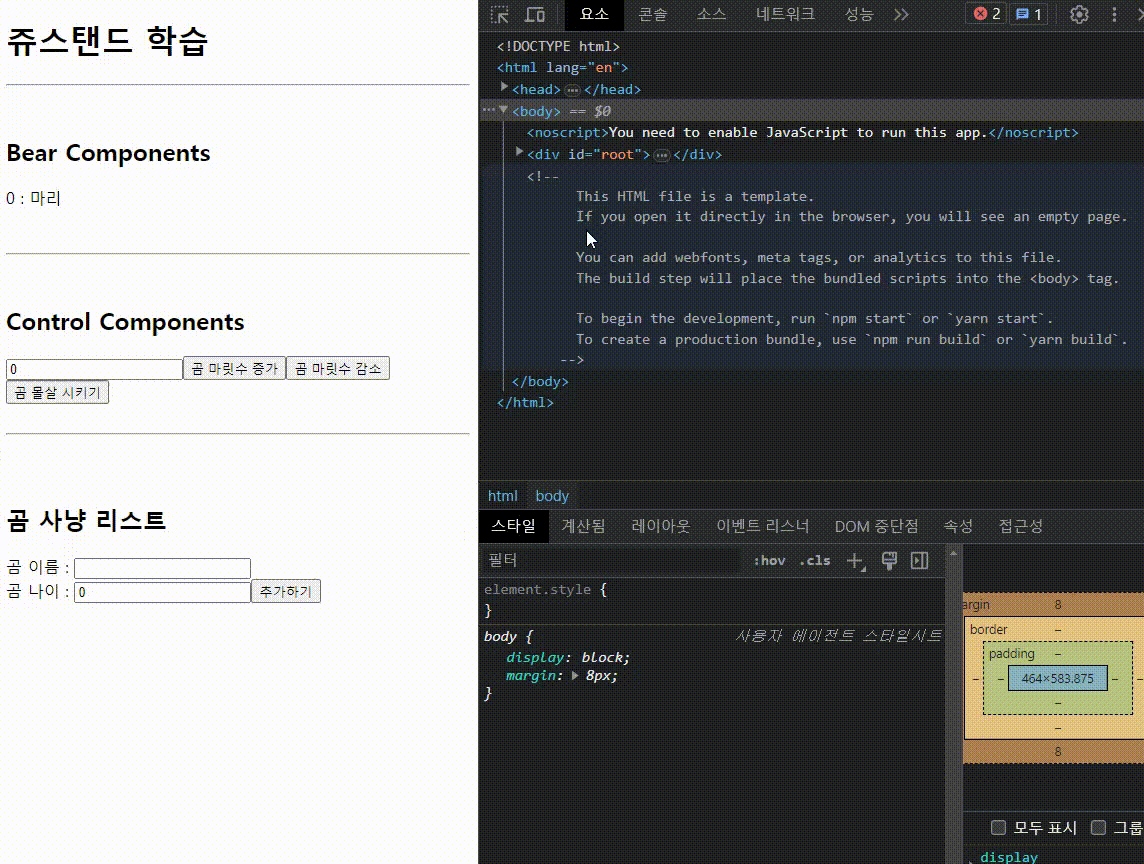 쥬스탠드 학습
Bear Components
0 : 마리
Control Components
0 곰 마릿수 증가 곰 마릿수 감소
곰 몰살 시키기
곰 사냥 리스트
곰 이름 :
곰 나이 : 0 추가하기
요소 콘솔 소스 네트워크 성능 2 1
<!DOCTYPE html>
<html lang="en">
<head> … </head>
… <body> == $0
<noscript>You need to enable JavaScript to run this app.</noscript>
<div id="root"> … </div>
<!--
This HTML file is a template.
If you open it directly in the browser, you will see an empty page.
You can add webfonts, meta tags, or analytics to this file.
The build step will place the bundled scripts into the <body> tag.
To begin the development, run `npm start` or `yarn start`.
To create a production bundle, use `npm run build` or `yarn build`.
-->
</body>
</html>
html body
스타일 계산됨 레이아웃 이벤트 리스너 DOM 중단점 속성 접근성
필터 :hov .cls
element.style {
}
body { 사용자 에이전트 스타일시트
display: block;
margin: 8px;
}
argin 8
border –
padding –
– – 464×583.875 – –
–
–
8
모두 표시 그룹
display